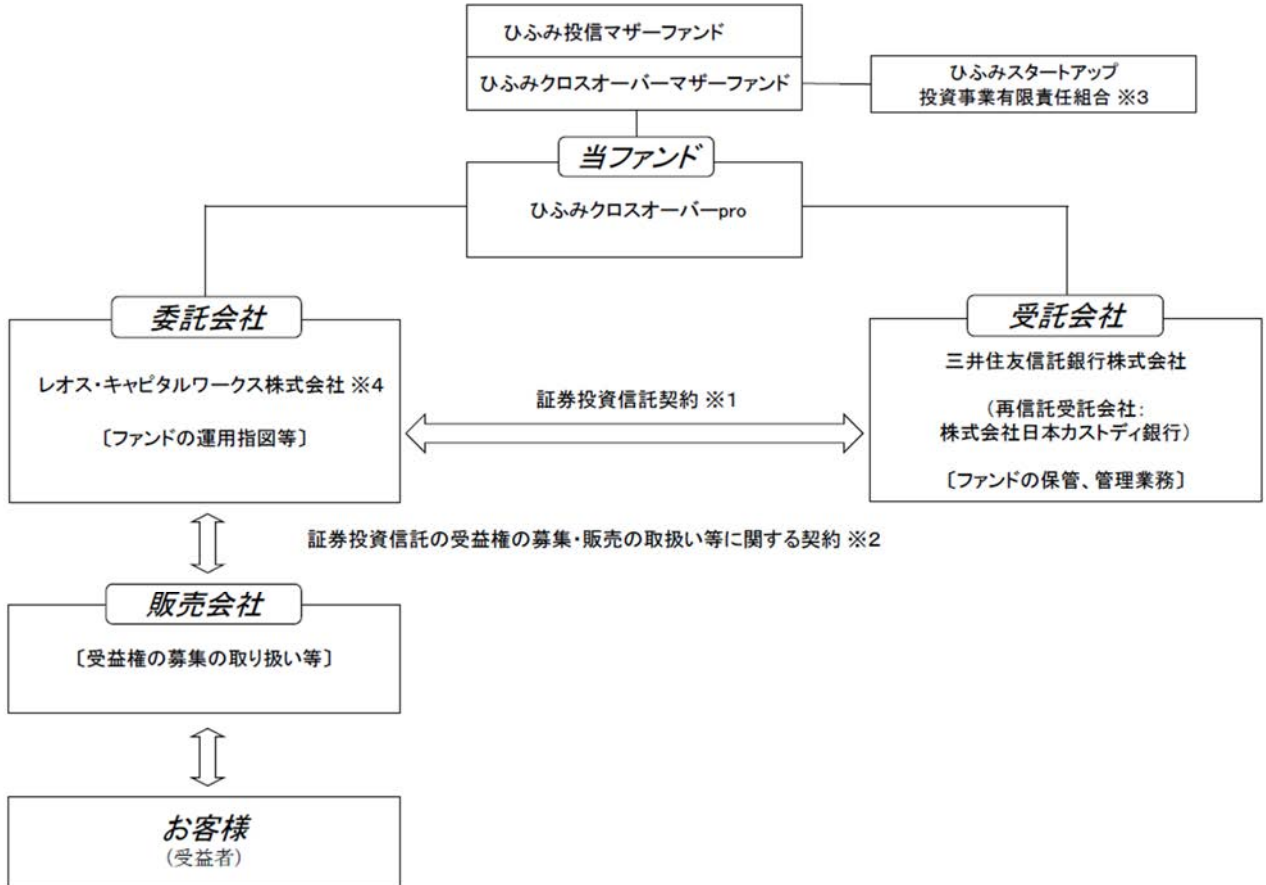 ひふみ投信マザーファンド
ひふみクロスオーバーマザーファンド
ひふみスタートアップ
投資事業有限責任組合 ※3
当ファンド
ひふみクロスオーバーpro
委託会社
レオス・キャピタルワークス株式会社 ※4
〔ファンドの運用指図等〕
証券投資信託契約 ※1
受託会社
三井住友信託銀行株式会社
(再信託受託会社:
株式会社日本カストディ銀行)
〔ファンドの保管、管理業務〕
証券投資信託の受益権の募集・販売の取扱い等に関する契約 ※2
販売会社
〔受益権の募集の取り扱い等〕
お客様
(受益者)